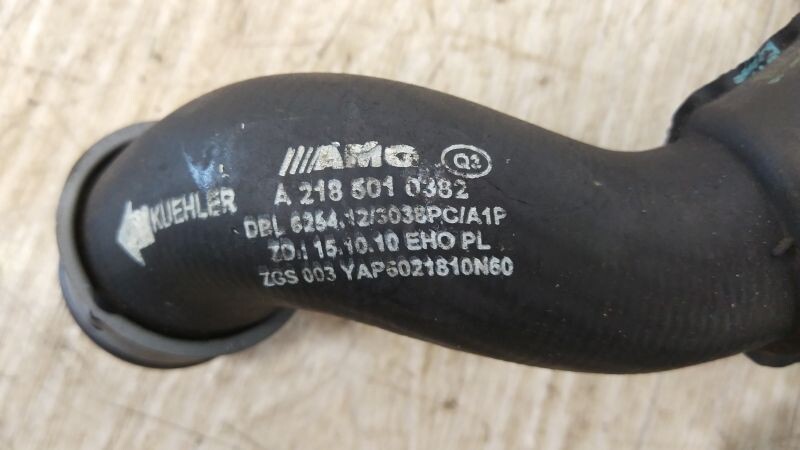 ///AMG Q3
A 218 501 0382
KUEHLER
DBL 6254.12/3038PC/A1P
ZD.: 15.10.10 EHO PL
ZGS 003 YAP6021810N60